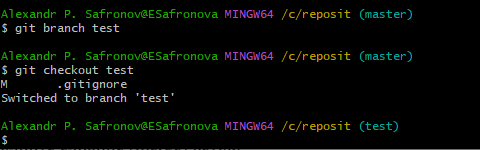 Alexandr P. Safronov@ESafronova MINGW64 /c/reposit (master)
$ git branch test
Alexandr P. Safronov@ESafronova MINGW64 /c/reposit (master)
$ git checkout test
M       .gitignore
Switched to branch 'test'
Alexandr P. Safronov@ESafronova MINGW64 /c/reposit (test)
$